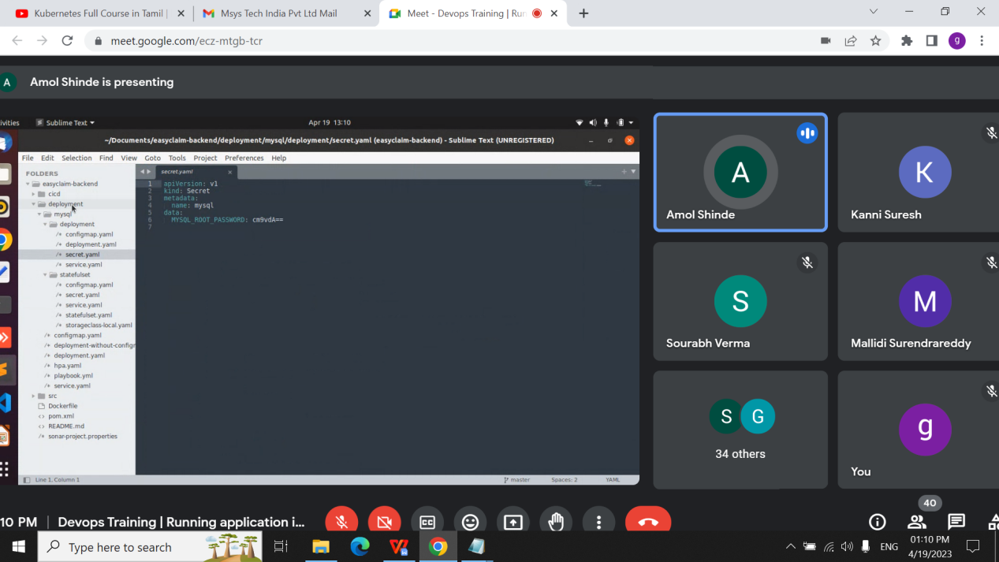 Kubernetes Full Course in Tamil |
Msys Tech India Pvt Ltd Mail
Meet - Devops Training | Run
meet.google.com/ecz-mtgb-tcr
g
A
Amol Shinde is presenting
ivities
Sublime Text
Apr 19 13:10
~/Documents/easyclaim-backend/deployment/mysql/deployment/secret.yaml (easyclaim-backend) - Sublime Text (UNREGISTERED)
File Edit Selection Find View Goto Tools Project Preferences Help
FOLDERS
easyclaim-backend
cicd
deployment
mysql
deployment
/* configmap.yaml
/* deployment.yaml
/* secret.yaml
/* service.yaml
statefulset
/* configmap.yaml
/* secret.yaml
/* service.yaml
/* statefulset.yaml
/* storageclass-local.yaml
/* configmap.yaml
/* deployment-without-configr
/* deployment.yaml
/* hpa.yaml
/* playbook.yml
/* service.yaml
src
Dockerfile
<> pom.xml
<> README.md
/* sonar-project.properties
secret.yaml
1 apiVersion: v1
2 kind: Secret
3 metadata:
4 name: mysql
5 data:
6 MYSQL_ROOT_PASSWORD: cm9vdA==
7
Line 1, Column 1
master
Spaces: 2
YAML
A
Amol Shinde
K
Kanni Suresh
S
Sourabh Verma
M
Mallidi Surendrareddy
S G
34 others
g
You
10 PM | Devops Training | Running application i...
40
Type here to search
ENG
01:10 PM
4/19/2023